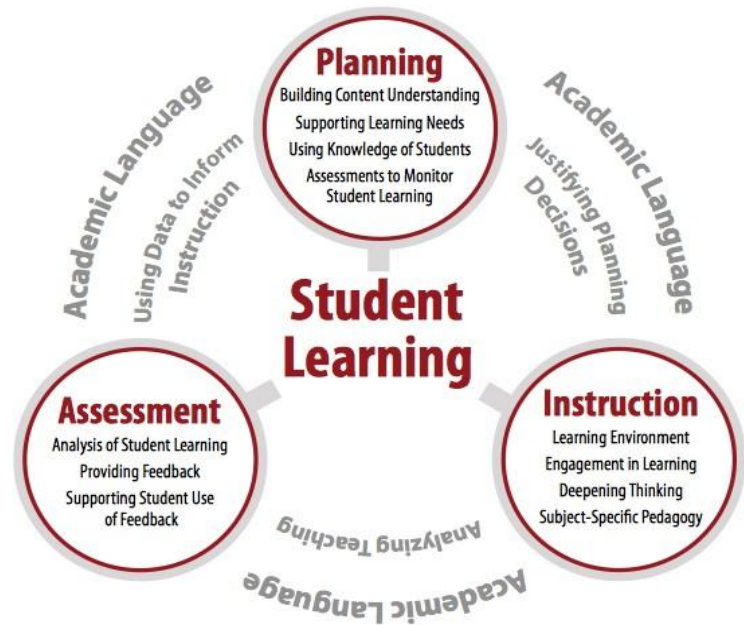 Planning
Building Content Understanding
Supporting Learning Needs
Using Knowledge of Students
Assessments to Monitor
Student Learning
Academic Language
Using Data to Inform
Instruction
Academic Language
Justifying Planning
Decisions
Student
Learning
Assessment
Analysis of Student Learning
Providing Feedback
Supporting Student Use
of Feedback
Instruction
Learning Environment
Engagement in Learning
Deepening Thinking
Subject-Specific Pedagogy
Analyzing Teaching
Academic Language